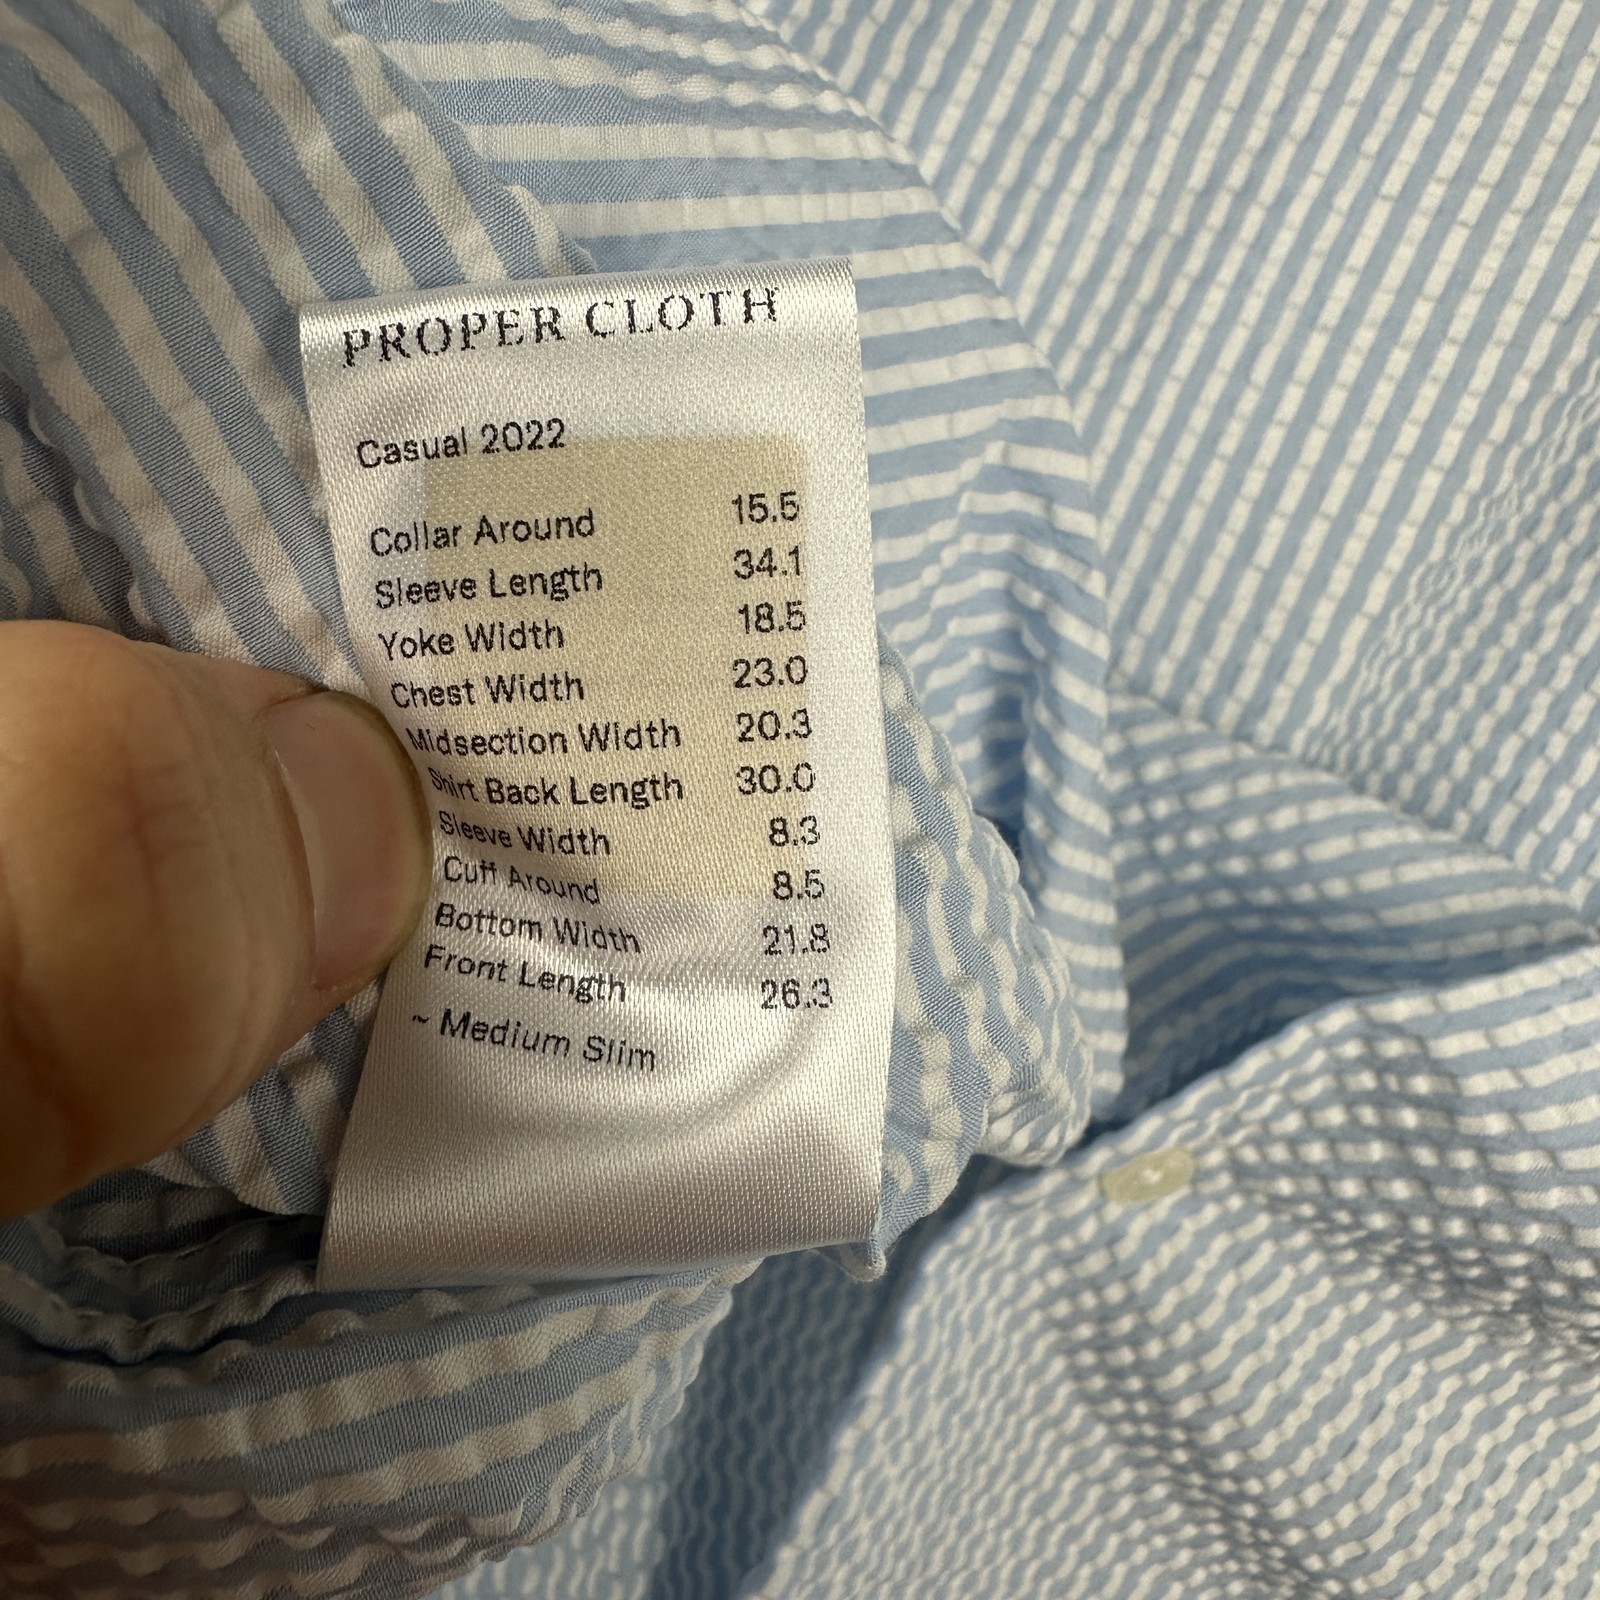 PROPER CLOTH
Casual 2022
Collar Around 15.5
Sleeve Length 34.1
Yoke Width 18.5
Chest Width 23.0
Midsection Width 20.3
Shirt Back Length 30.0
Sleeve Width 8.3
Cuff Around 8.5
Bottom Width 21.8
Front Length 26.3
~ Medium Slim